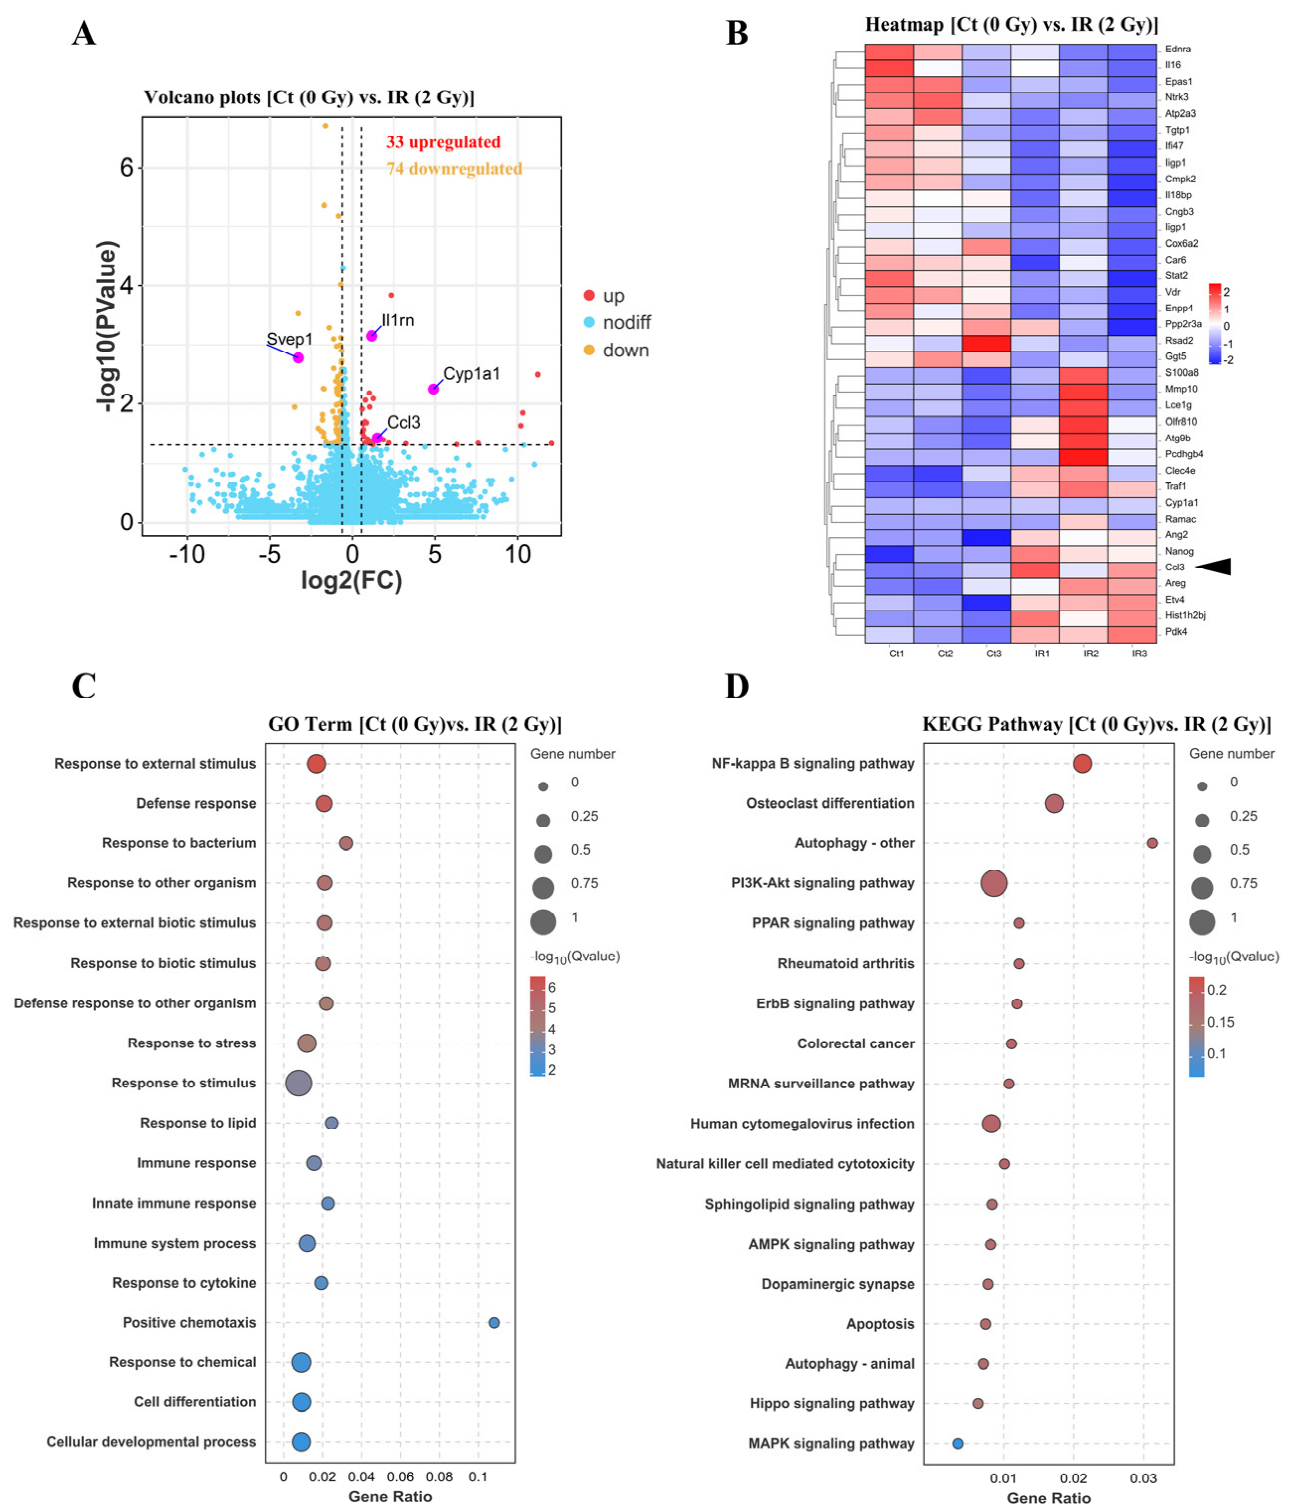 A
Volcano plots [Ct (0 Gy) vs. IR (2 Gy)]
33 upregulated
74 downregulated
6
4
2
0
-log10(PValue)
Svep1
Il1rn
Cyp1a1
Ccl3
-10
-5
0
5
10
log2(FC)
up
nodiff
down
B
Heatmap [Ct (0 Gy) vs. IR (2 Gy)]
Ednra
Il16
Epas1
Ntrk3
Atp2a3
Tgtp1
Ifi47
Iigp1
Cmpk2
Il18bp
Cngb3
Iigp1
Cox6a2
Car6
Stat2
Vdr
Enpp1
Ppp2r3a
Rsad2
Ggt5
S100a8
Mmp10
Lce1g
Olfr810
Atg9b
Pcdhgb4
Clec4e
Traf1
Cyp1a1
Ramac
Ang2
Nanog
Ccl3
Areg
Etv4
Hist1h2bj
Pdk4
2
1
0
-1
-2
Ct1
Ct2
Ct3
IR1
IR2
IR3
C
GO Term [Ct (0 Gy)vs. IR (2 Gy)]
Response to external stimulus
Defense response
Response to bacterium
Response to other organism
Response to external biotic stimulus
Response to biotic stimulus
Defense response to other organism
Response to stress
Response to stimulus
Response to lipid
Immune response
Innate immune response
Immune system process
Response to cytokine
Positive chemotaxis
Response to chemical
Cell differentiation
Cellular developmental process
0
0.02
0.04
0.06
0.08
0.1
Gene Ratio
Gene number
0
0.25
0.5
0.75
1
-log10(Qvalue)
6
5
4
3
2
D
KEGG Pathway [Ct (0 Gy)vs. IR (2 Gy)]
NF-kappa B signaling pathway
Osteoclast differentiation
Autophagy - other
PI3K-Akt signaling pathway
PPAR signaling pathway
Rheumatoid arthritis
ErbB signaling pathway
Colorectal cancer
MRNA surveillance pathway
Human cytomegalovirus infection
Natural killer cell mediated cytotoxicity
Sphingolipid signaling pathway
AMPK signaling pathway
Dopaminergic synapse
Apoptosis
Autophagy - animal
Hippo signaling pathway
MAPK signaling pathway
0.01
0.02
0.03
Gene Ratio
Gene number
0
0.25
0.5
0.75
1
-log10(Qvalue)
0.2
0.15
0.1